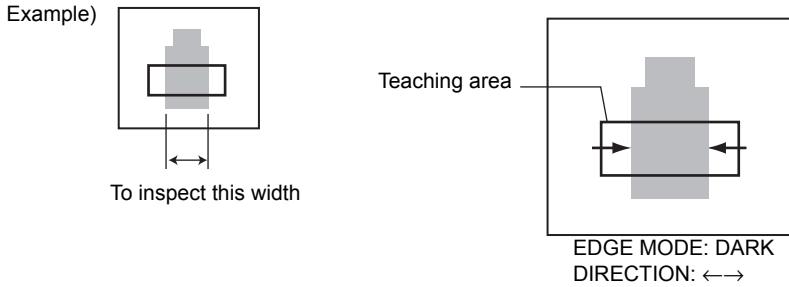 Example)
To inspect this width
Teaching area
EDGE MODE: DARK
DIRECTION: ←→